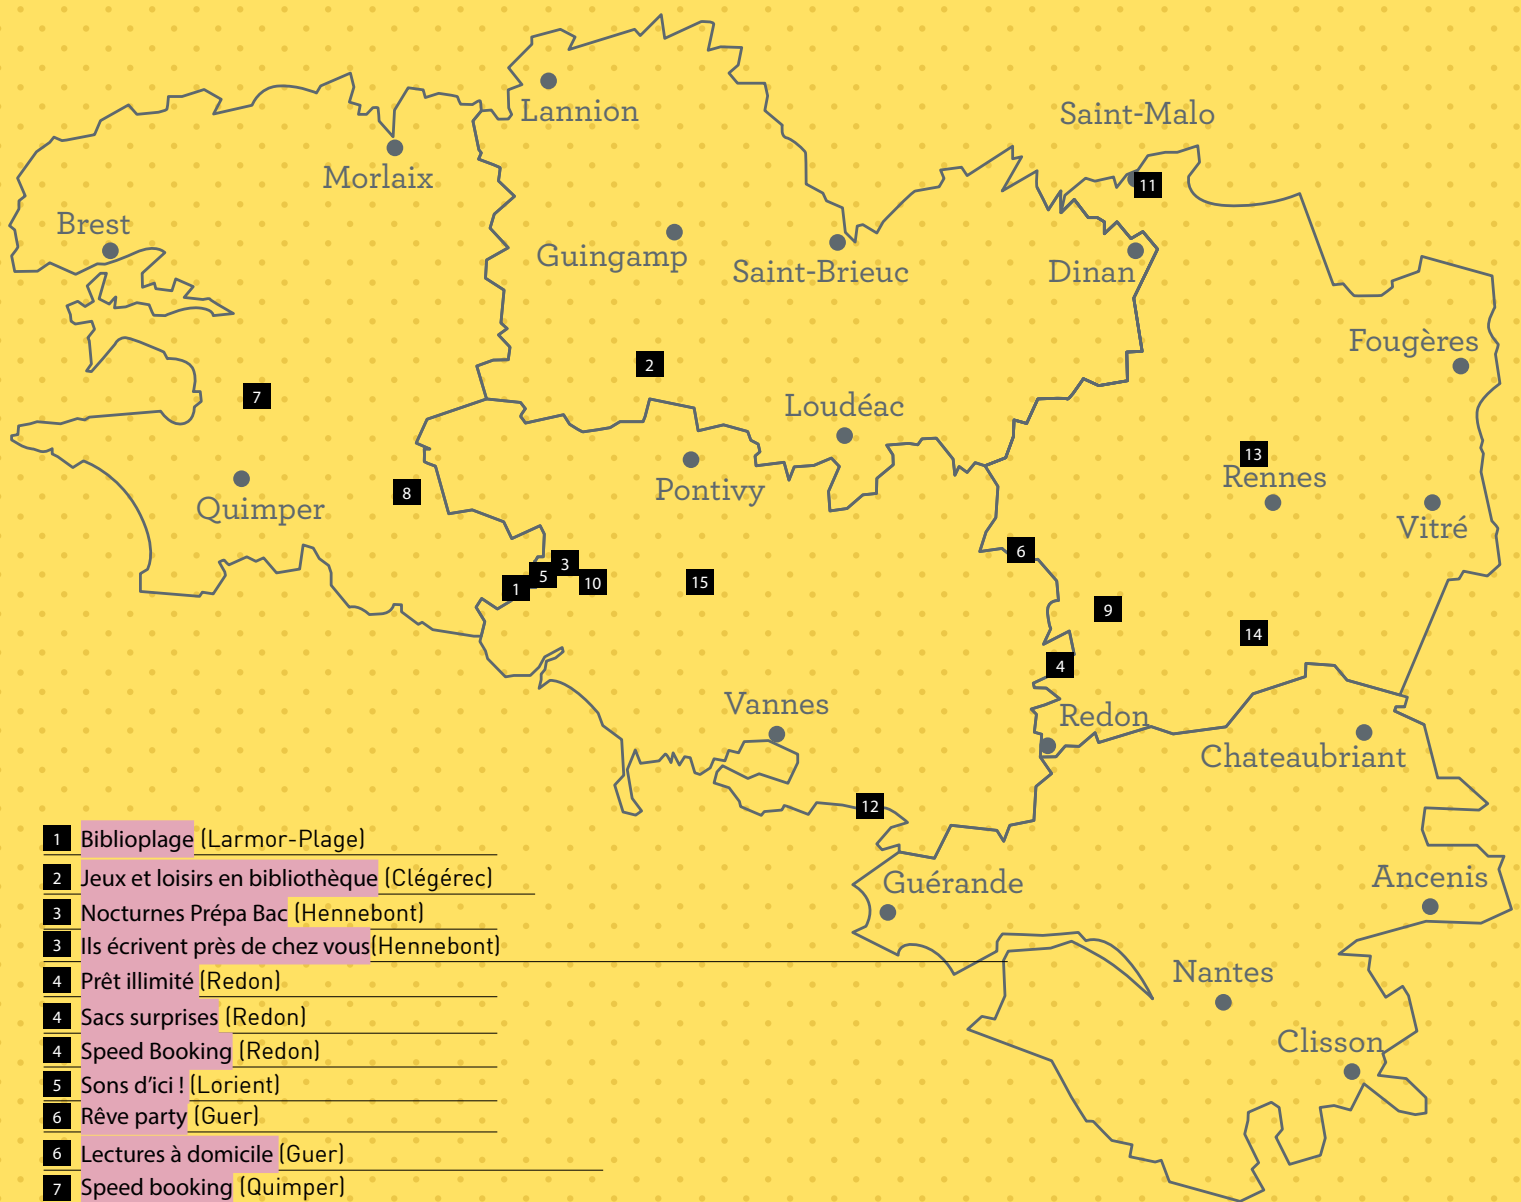 Lannion
Saint-Malo
Morlaix
11
Brest
Guingamp
Saint-Brieuc
Dinan
Fougères
2
7
Loudéac
13
Rennes
Pontivy
8
Quimper
Vitré
6
3
5
10
15
1
9
14
4
Vannes
Redon
Chateaubriant
12
1 Biblioplage (Larmor-Plage)
2 Jeux et loisirs en bibliothèque (Clégérec)
3 Nocturnes Prépa Bac (Hennebont)
3 Ils écrivent près de chez vous(Hennebont)
4 Prêt illimité (Redon)
4 Sacs surprises (Redon)
4 Speed Booking (Redon)
5 Sons d'ici ! (Lorient)
6 Rêve party (Guer)
6 Lectures à domicile (Guer)
7 Speed booking (Quimper)
Guérande
Ancenis
Nantes
Clisson